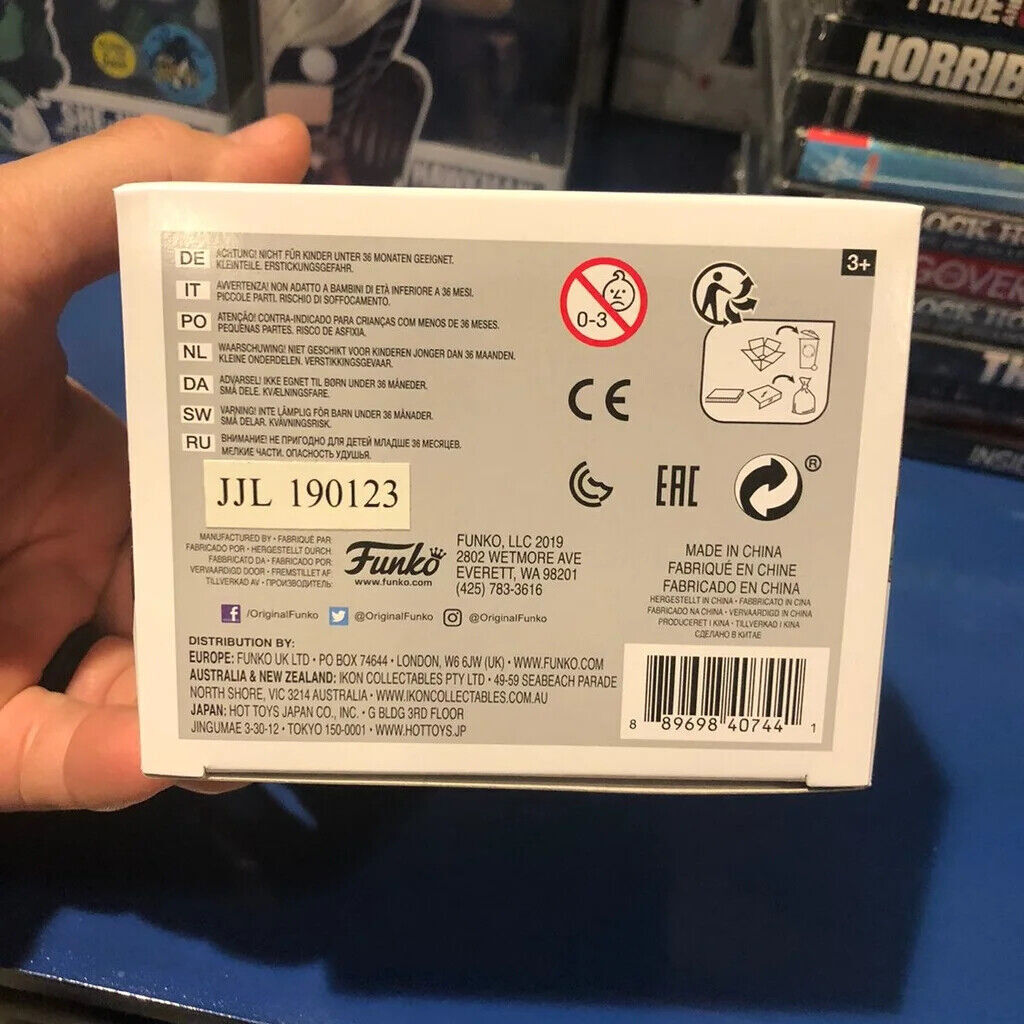 HORRIB
DE ACHTUNG! NICHT FÜR KINDER UNTER 36 MONATEN GEEIGNET.
KLEINTEILE. ERSTICKUNGSGEFAHR.
IT AVVERTENZA! NON ADATTO A BAMBINI DI ETÀ INFERIORE A 36 MESI.
PICCOLE PARTI. RISCHIO DI SOFFOCAMENTO.
PO ATENÇÃO! CONTRA-INDICADO PARA CRIANÇAS COM MENOS DE 36 MESES.
PEQUENAS PARTES. RISCO DE ASFIXIA.
NL WAARSCHUWING! NIET GESCHIKT VOOR KINDEREN JONGER DAN 36 MAANDEN.
KLEINE ONDERDELEN. VERSTIKKINGSGEVAAR.
DA ADVARSEL! IKKE EGNET TIL BØRN UNDER 36 MÅNEDER.
SMÅ DELE. KVÆLNINGSFARE.
SW VARNING! INTE LÄMPLIG FÖR BARN UNDER 36 MÅNADER.
SMÅ DELAR. KVÄVNINGSRISK.
RU ВНИМАНИЕ! НЕ ПРИГОДНО ДЛЯ ДЕТЕЙ МЛАДШЕ 36 МЕСЯЦЕВ.
МЕЛКИЕ ЧАСТИ. ОПАСНОСТЬ УДУШЬЯ.
0-3
3+
CE
EAC
®
JJL 190123
MANUFACTURED BY • FABRIQUÉ PAR
FABRICADO POR • HERGESTELLT DURCH
FABBRICATO DA • FABRICADO POR:
VERVAARDIGD DOOR • FREMSTILLET AF:
TILLVERKAD AV • ПРОИЗВОДИТЕЛЬ:
Funko
www.funko.com
FUNKO, LLC 2019
2802 WETMORE AVE
EVERETT, WA 98201
(425) 783-3616
MADE IN CHINA
FABRIQUÉ EN CHINE
FABRICADO EN CHINA
HERGESTELLT IN CHINA • FABBRICATO IN CINA
FABRICADO NA CHINA • VERVAARDIGD IN CHINA
PRODUCERET I KINA • TILLVERKAD I KINA
СДЕЛАНО В КИТАЕ
/OriginalFunko @OriginalFunko @OriginalFunko
DISTRIBUTION BY:
EUROPE: FUNKO UK LTD • PO BOX 74644 • LONDON, W6 6JW (UK) • WWW.FUNKO.COM
AUSTRALIA & NEW ZEALAND: IKON COLLECTABLES PTY LTD • 49-59 SEABEACH PARADE
NORTH SHORE, VIC 3214 AUSTRALIA • WWW.IKONCOLLECTABLES.COM.AU
JAPAN: HOT TOYS JAPAN CO., INC. • G BLDG 3RD FLOOR
JINGUMAE 3-30-12 • TOKYO 150-0001 • WWW.HOTTOYS.JP
8 89698 40744 1